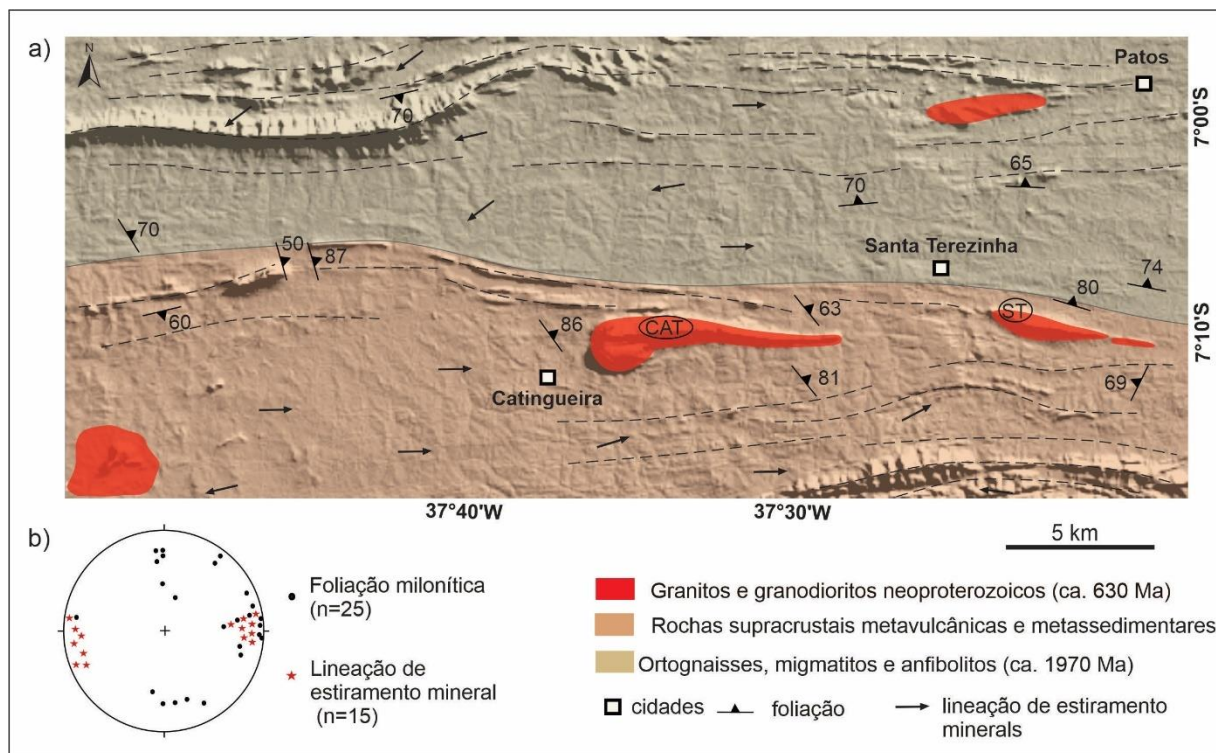 a)
N
Patos
7°00'S
70
65
70
70
Santa Terezinha
74
50
87
80
60
63
ST
86
CAT
7°10'S
81
69
Catingueira
37°40'W
37°30'W
5 km
b)
Foliação milonítica
(n=25)
Lineação de
estiramento mineral
(n=15)
Granitos e granodioritos neoproterozoicos (ca. 630 Ma)
Rochas supracrustais metavulcânicas e metassedimentares
Ortognaisses, migmatitos e anfibolitos (ca. 1970 Ma)
cidades
foliação
lineação de estiramento
minerals